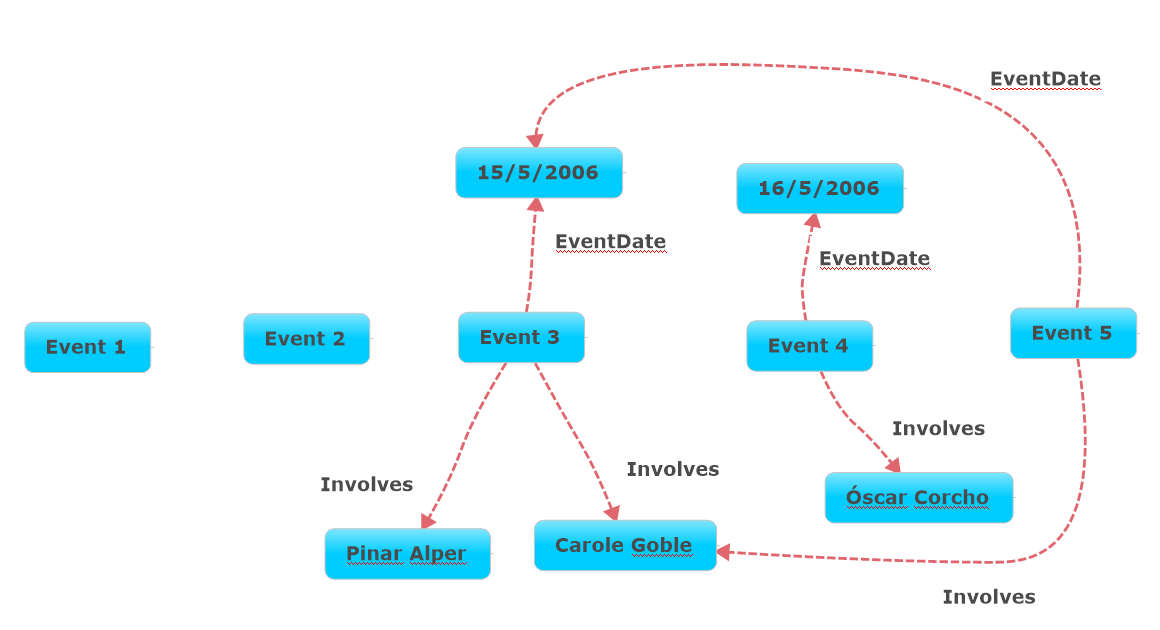 EventDate
15/5/2006
16/5/2006
EventDate
EventDate
Event 1
Event 2
Event 3
Event 4
Event 5
Involves
Involves
Involves
Óscar Corcho
Pinar Alper
Carole Goble
Involves